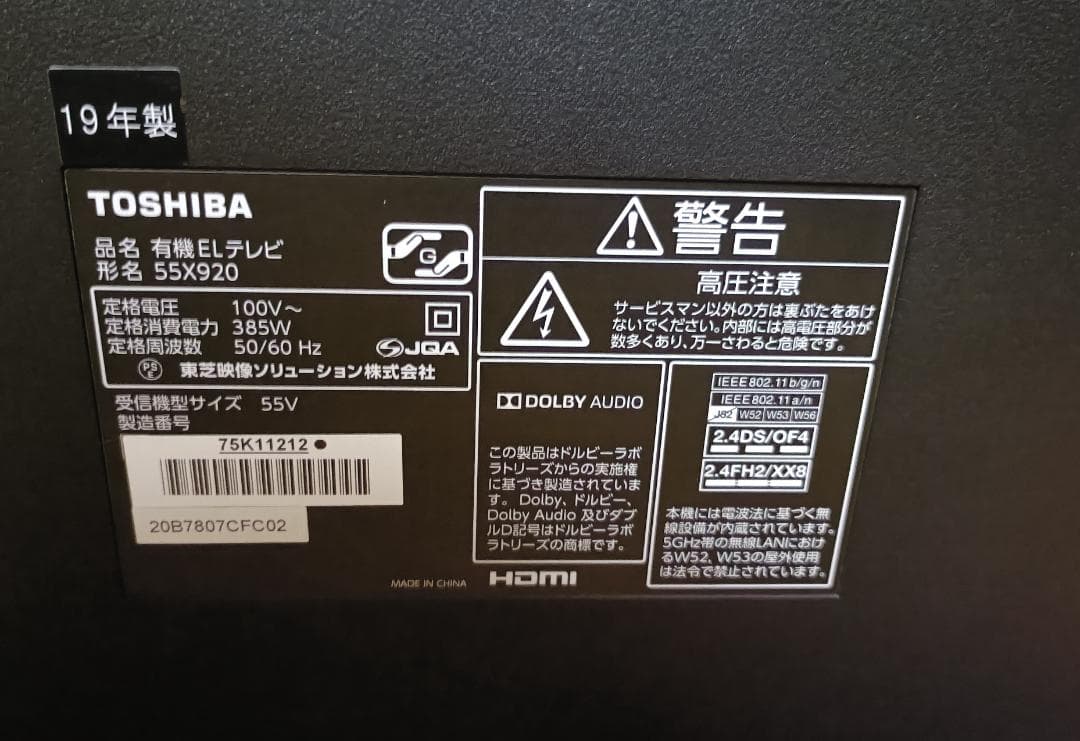 19年製
TOSHIBA
品名 有機ELテレビ
形名 55X920
G
定格電圧 100V～
定格消費電力 385W
定格周波数 50/60 Hz
JQA
PS
E
東芝映像ソリューション株式会社
受信機型サイズ 55V
製造番号
75K11212●
20B7807CFC02
MADE IN CHINA
警告
高圧注意
サービスマン以外の方は裏ぶたをあけ
ないでください。内部には高電圧部分が
数多くあり、万一さわると危険です。
DOLBY AUDIO
この製品はドルビーラボ
ラトリーズからの実施権
に基づき製造されていま
す。Dolby、ドルビー、
Dolby Audio 及びダブ
ルD記号はドルビーラボ
ラトリーズの商標です。
HDMI
IEEE802.11b/g/n
IEEE802.11a/n
J52 W52 W53 W56
2.4DS/OF4
2.4FH2/XX8
本機には電波法に基づく無
線設備が内蔵されています。
5GHz帯の無線LANにおけ
るW52、W53の屋外使用
は法令で禁止されています。